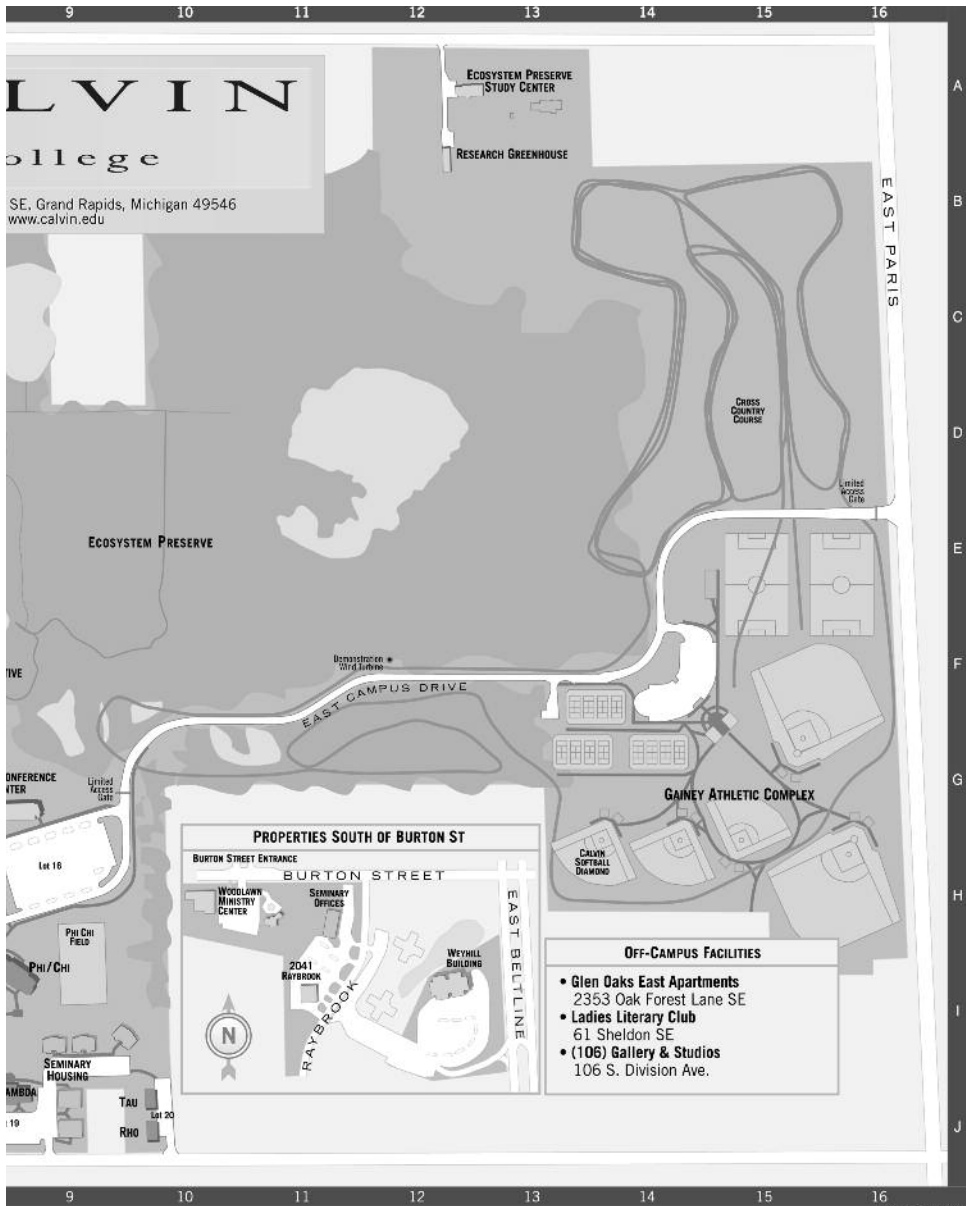 9 10 11 12 13 14 15 16
A
B
C
D
E
F
G
H
I
J
LVIN
ollege
SE, Grand Rapids, Michigan 49546
www.calvin.edu
ECOSYSTEM PRESERVE
STUDY CENTER
RESEARCH GREENHOUSE
EAST PARIS
CROSS
COUNTRY
COURSE
Limited
Access
Gate
ECOSYSTEM PRESERVE
Demonstration
Wind Turbine
TIVE
EAST CAMPUS DRIVE
ONFERENCE
NTER
Limited
Access
Gate
GAINEY ATHLETIC COMPLEX
CALVIN
SOFTBALL
DIAMOND
Lot 16
PHI CHI
FIELD
PHI/CHI
PROPERTIES SOUTH OF BURTON ST
BURTON STREET ENTRANCE
BURTON STREET
WOODLAWN
MINISTRY
CENTER
SEMINARY
OFFICES
EAST BELTLINE
WEYHILL
BUILDING
2041
RAYBROOK
RAYBROOK
N
OFF-CAMPUS FACILITIES
• Glen Oaks East Apartments
2353 Oak Forest Lane SE
• Ladies Literary Club
61 Sheldon SE
• (106) Gallery & Studios
106 S. Division Ave.
SEMINARY
HOUSING
AMBDA
TAU
Lot 20
t 19
RHO
9 10 11 12 13 14 15 16